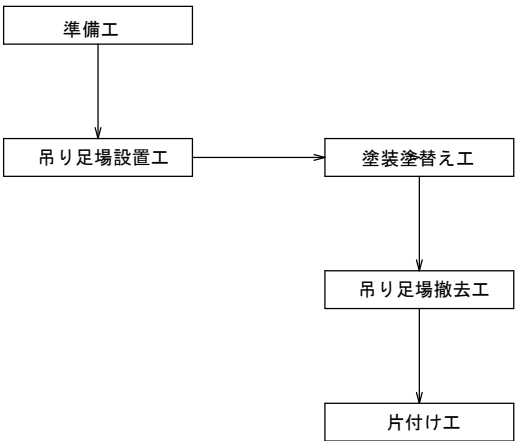 準備工
吊り足場設置工
塗装塗替え工
吊り足場撤去工
片付け工